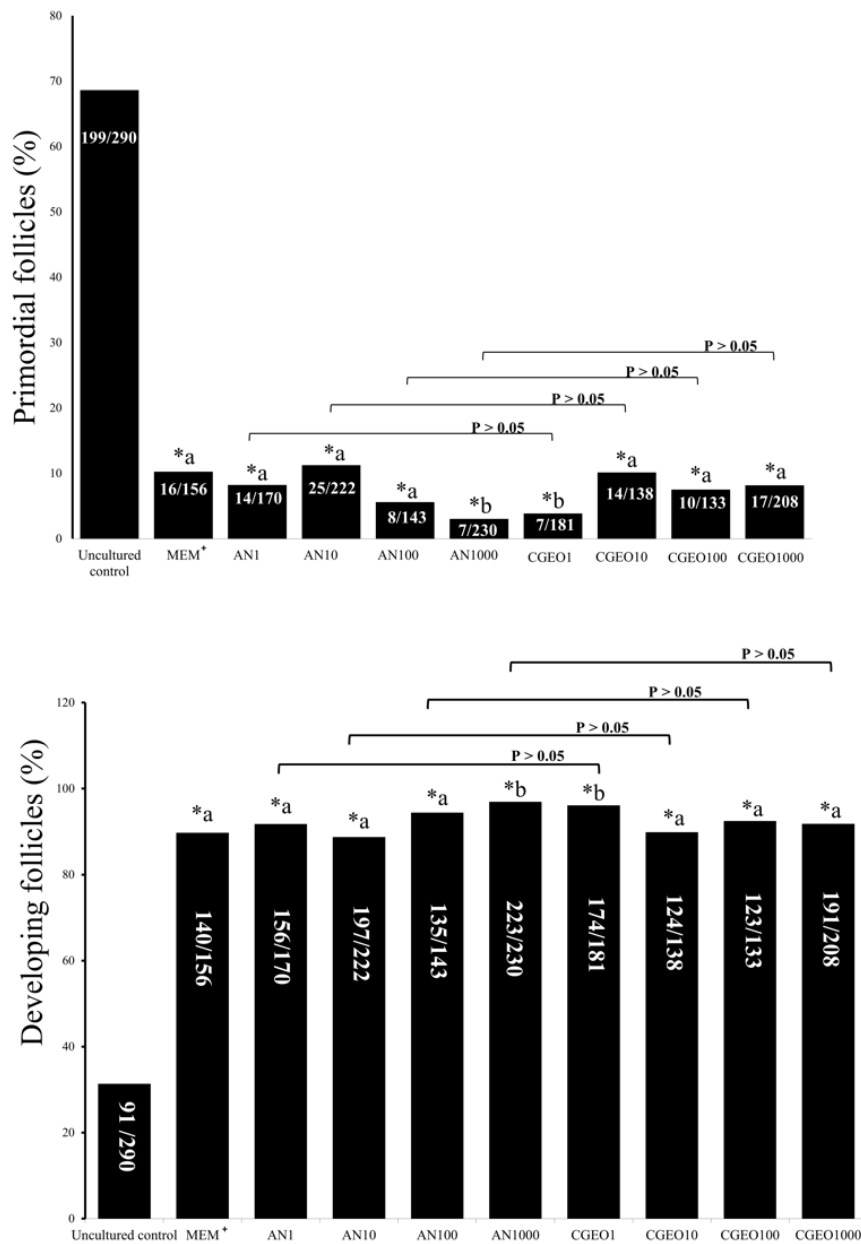 Primordial follicles (%)
80
70
60
50
40
30
20
10
0
199/290
P > 0.05
P > 0.05
P > 0.05
P > 0.05
*a
*a
*a
*a
*b
*b
*a
*a
*a
16/156
14/170
25/222
8/143
7/230
7/181
14/138
10/133
17/208
Uncultured
control
MEM+
AN1
AN10
AN100
AN1000
CGEO1
CGEO10
CGEO100
CGEO1000
Developing follicles (%)
120
100
80
60
40
20
0
P > 0.05
P > 0.05
P > 0.05
P > 0.05
*a
*a
*a
*a
*b
*b
*a
*a
*a
91 /290
140/156
156/170
197/222
135/143
223/230
174/181
124/138
123/133
191/208
Uncultured control
MEM+
AN1
AN10
AN100
AN1000
CGEO1
CGEO10
CGEO100
CGEO1000